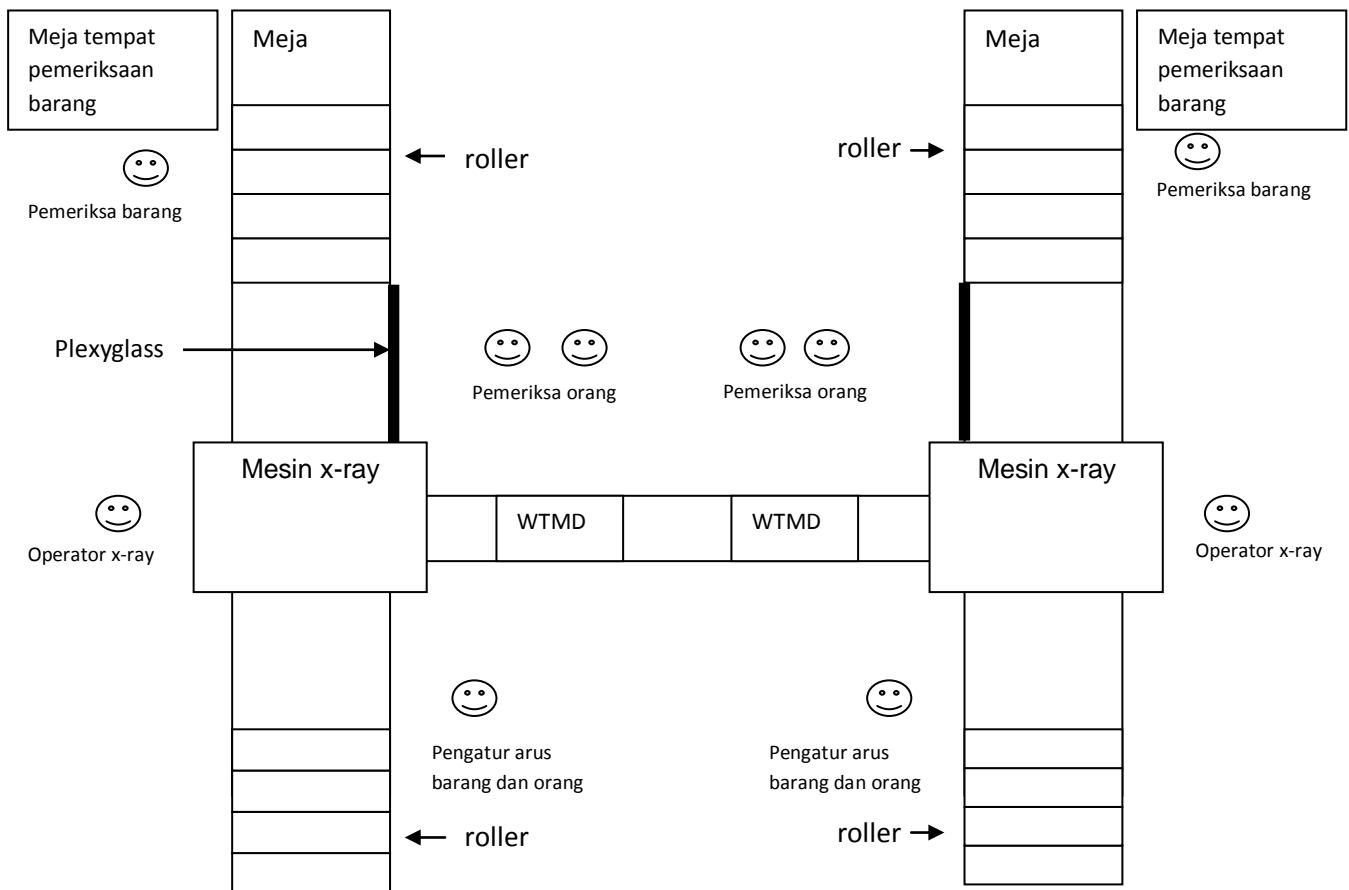 Meja tempat
pemeriksaan
barang
Meja
Meja
Meja tempat
pemeriksaan
barang
roller
roller
Pemeriksa barang
Pemeriksa barang
Plexyglass
Pemeriksa orang
Pemeriksa orang
Mesin x-ray
Mesin x-ray
WTMD
WTMD
Operator x-ray
Operator x-ray
Pengatur arus
barang dan orang
Pengatur arus
barang dan orang
roller
roller